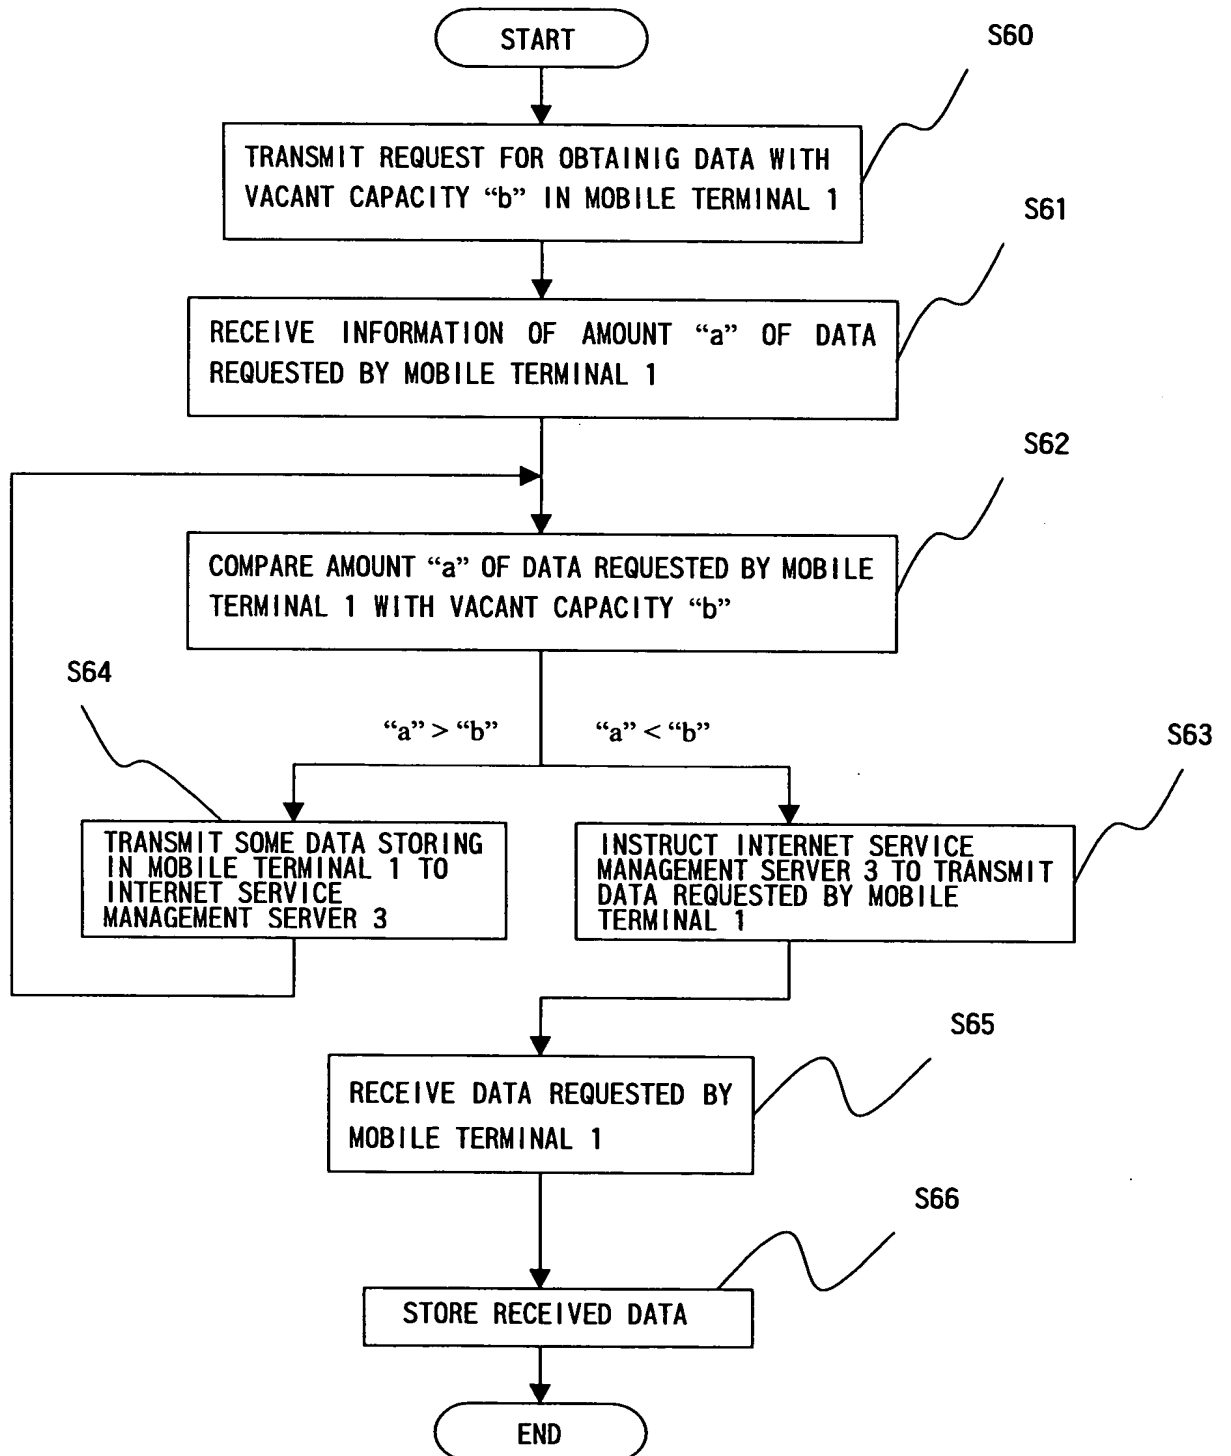 START
S60
TRANSMIT REQUEST FOR OBTAINIG DATA WITH
VACANT CAPACITY “b” IN MOBILE TERMINAL 1
S61
RECEIVE INFORMATION OF AMOUNT “a” OF DATA
REQUESTED BY MOBILE TERMINAL 1
S62
COMPARE AMOUNT “a” OF DATA REQUESTED BY MOBILE
TERMINAL 1 WITH VACANT CAPACITY “b”
S64
“a” > “b”
“a” < “b”
S63
TRANSMIT SOME DATA STORING
IN MOBILE TERMINAL 1 TO
INTERNET SERVICE
MANAGEMENT SERVER 3
INSTRUCT INTERNET SERVICE
MANAGEMENT SERVER 3 TO TRANSMIT
DATA REQUESTED BY MOBILE
TERMINAL 1
S65
RECEIVE DATA REQUESTED BY
MOBILE TERMINAL 1
S66
STORE RECEIVED DATA
END